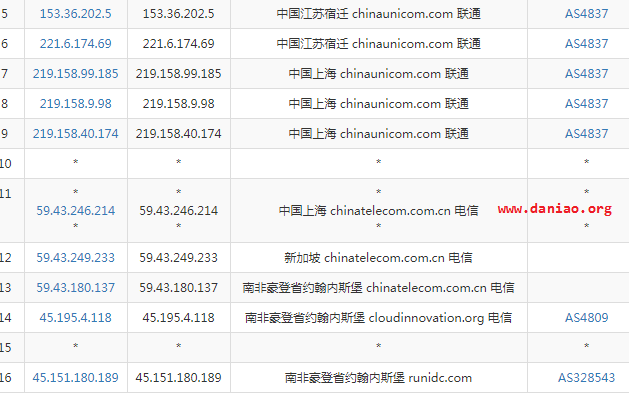 5 153.36.202.5 153.36.202.5 中国江苏宿迁 chinaunicom.com 联通 AS4837
6 221.6.174.69 221.6.174.69 中国江苏宿迁 chinaunicom.com 联通 AS4837
7 219.158.99.185 219.158.99.185 中国上海 chinaunicom.com 联通 AS4837
8 219.158.9.98 219.158.9.98 中国上海 chinaunicom.com 联通 AS4837
9 219.158.40.174 219.158.40.174 中国上海 chinaunicom.com 联通 AS4837
10 * * * *
11 * * * *
59.43.246.214 59.43.246.214 中国上海 chinatelecom.com.cn 电信 www.daniao.org
* * * *
12 59.43.249.233 59.43.249.233 新加坡 chinatelecom.com.cn 电信
13 59.43.180.137 59.43.180.137 南非豪登省约翰内斯堡 chinatelecom.com.cn 电信
14 45.195.4.118 45.195.4.118 南非豪登省约翰内斯堡 cloudinnovation.org 电信 AS4809
15 * * * *
16 45.151.180.189 45.151.180.189 南非豪登省约翰内斯堡 runidc.com AS328543